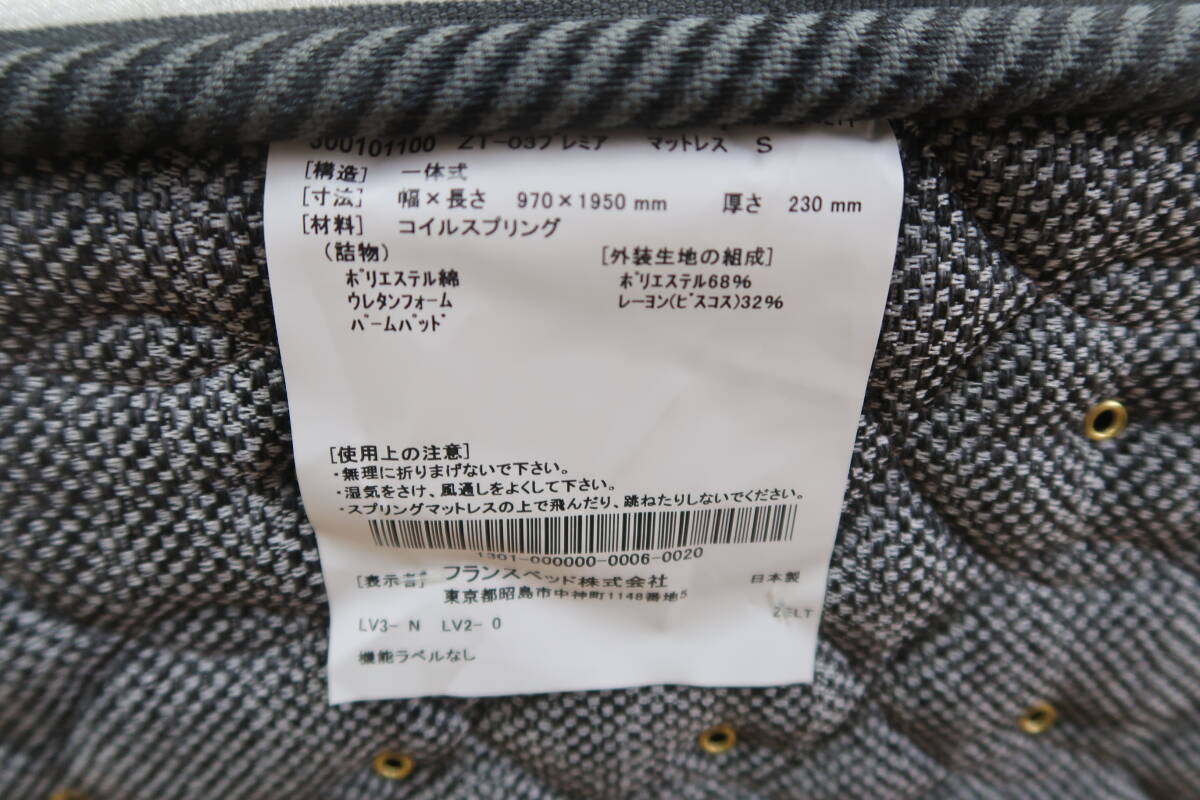 300101100 ZT-03プレミア マットレス S
[構造] 一体式
[寸法] 幅×長さ 970×1950mm 厚さ 230mm
[材料] コイルスプリング
(詰物) [外装生地の組成]
ポリエステル綿 ポリエステル68%
ウレタンフォーム レーヨン(ビスコス)32%
パームパッド
[使用上の注意]
・無理に折りまげないで下さい。
・湿気をさけ、風通しをよくして下さい。
・スプリングマットレスの上で飛んだり、跳ねたりしないでください。
1301-000000-0006-0020
[表示者] フランスベッド株式会社 日本製
東京都昭島市中神町1148番地5
ZELT
LV3- N LV2- 0
機能ラベルなし